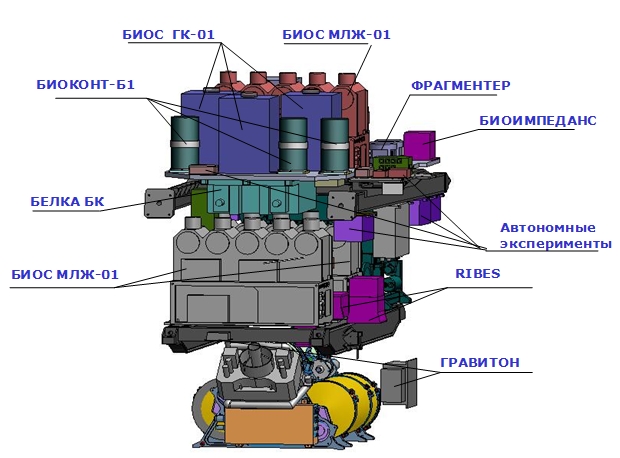 БИОС ГК-01
БИОС МЛЖ-01
БИОКОНТ-Б1
ФРАГМЕНТЕР
БИОИМПЕДАНС
БЕЛКА БК
Автономные
эксперименты
БИОС МЛЖ-01
RIBES
ГРАВИТОН